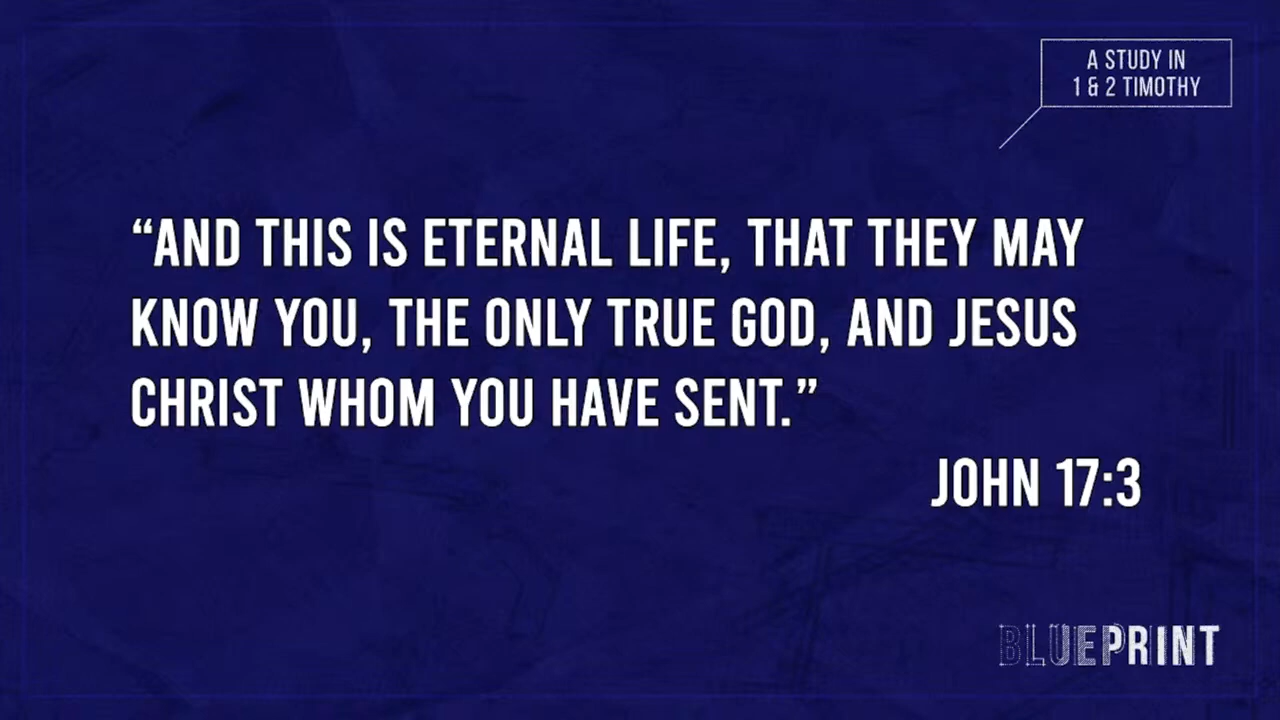 A STUDY IN
1 & 2 TIMOTHY
“AND THIS IS ETERNAL LIFE, THAT THEY MAY
KNOW YOU, THE ONLY TRUE GOD, AND JESUS
CHRIST WHOM YOU HAVE SENT.”
JOHN 17:3
BLUEPRINT